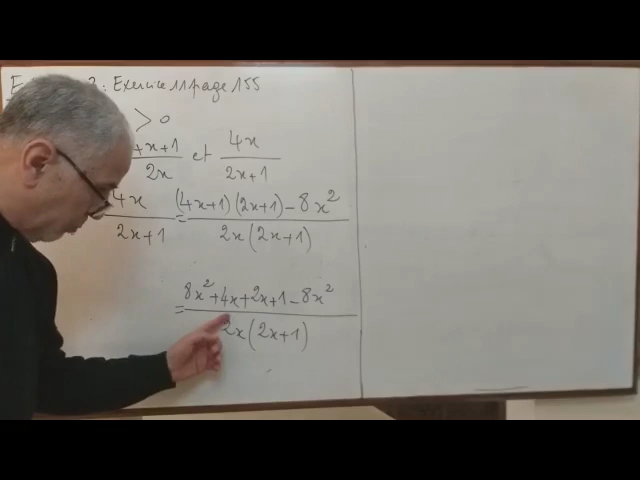 : Exercice 11 page 155
> 0
4x+1/2x et 4x/2x+1
4x/2x+1 = (4x+1)(2x+1)-8x²/2x(2x+1)
= 8x²+4x+2x+1-8x²/2x(2x+1)